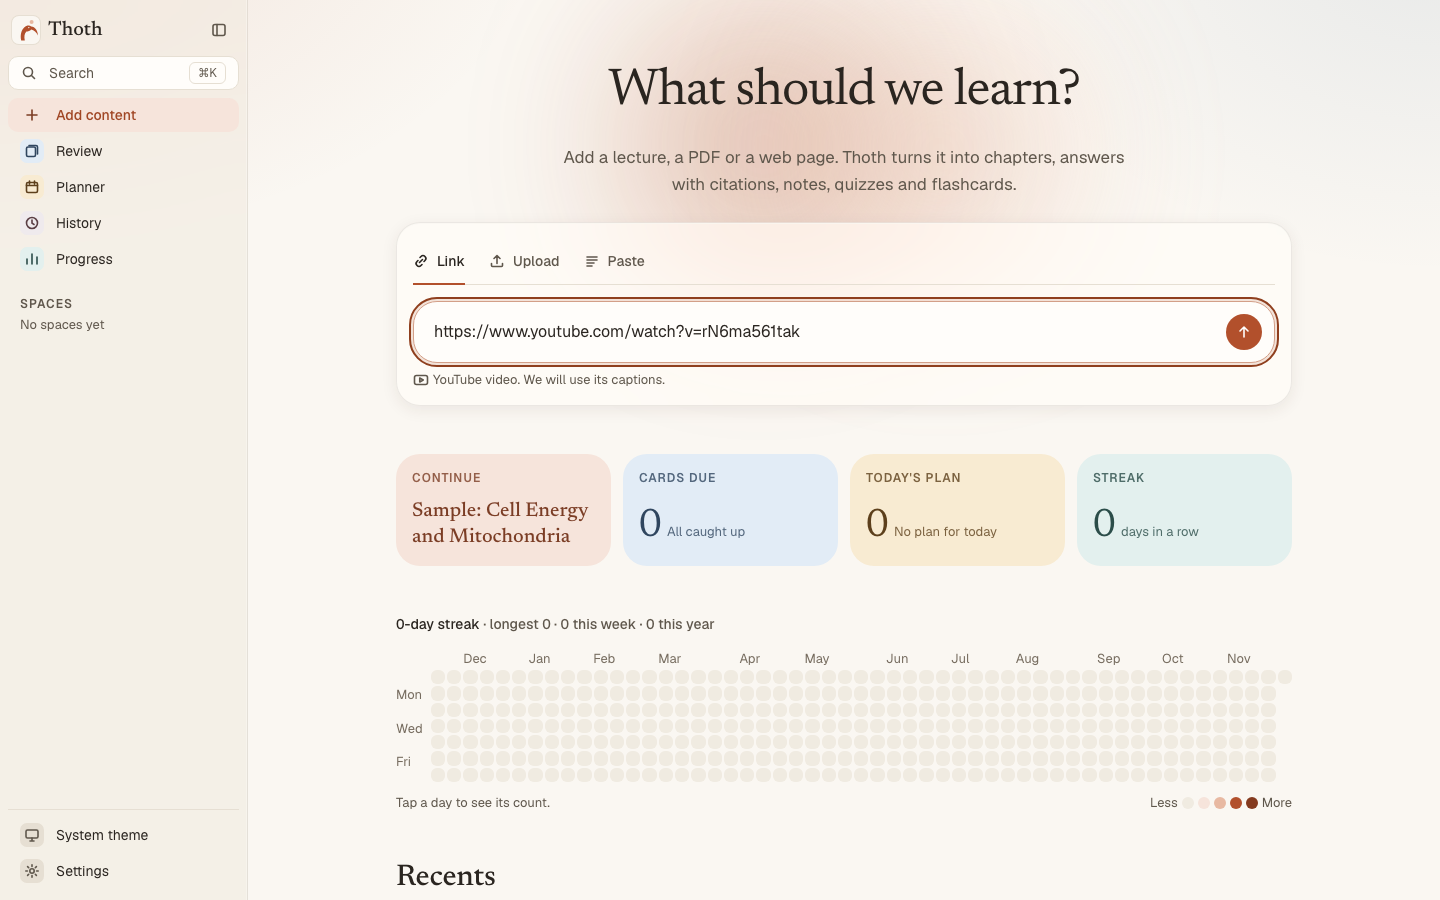 Thoth
Search
⌘K
Add content
Review
Planner
History
Progress
SPACES
No spaces yet
System theme
Settings
What should we learn?
Add a lecture, a PDF or a web page. Thoth turns it into chapters, answers
with citations, notes, quizzes and flashcards.
Link
Upload
Paste
https://www.youtube.com/watch?v=rN6ma561tak
YouTube video. We will use its captions.
CONTINUE
Sample: Cell Energy
and Mitochondria
CARDS DUE
0 All caught up
TODAY'S PLAN
0 No plan for today
STREAK
0 days in a row
0-day streak · longest 0 · 0 this week · 0 this year
Dec Jan Feb Mar Apr May Jun Jul Aug Sep Oct Nov
Mon
Wed
Fri
Tap a day to see its count.
Less
More
Recents